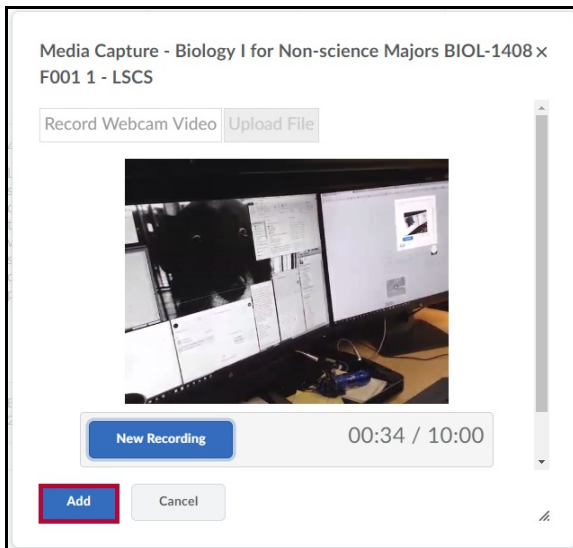 Media Capture - Biology I for Non-science Majors BIOL-1408 ×
F001 1 - LSCS
Record Webcam Video Upload File
New Recording 00:34 / 10:00
Add Cancel